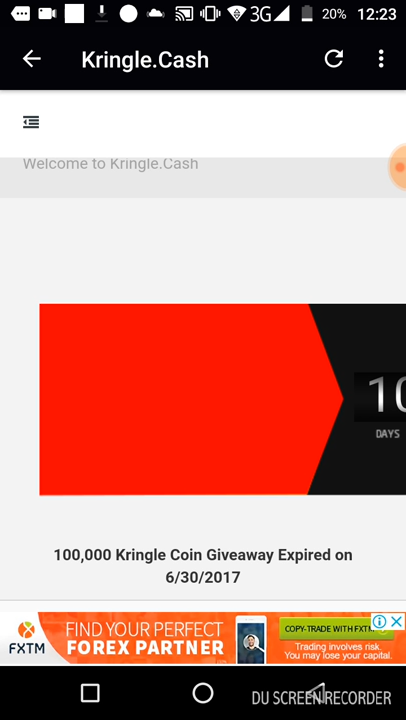 3G 20% 12:23
Kringle.Cash
Welcome to Kringle.Cash
10
DAYS
100,000 Kringle Coin Giveaway Expired on
6/30/2017
FXTM
FIND YOUR PERFECT
FOREX PARTNER
COPY-TRADE WITH FXTM
Trading involves risk.
You may lose your capital.
DU SCREEN RECORDER